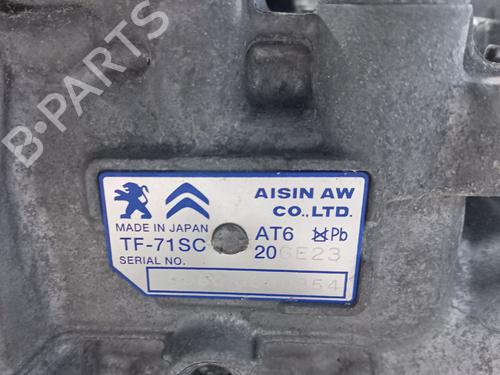 B-PARTS
AISIN AW
CO.,LTD.
MADE IN JAPAN
TF-71SC
AT6 Pb
SERIAL NO.
20GE23